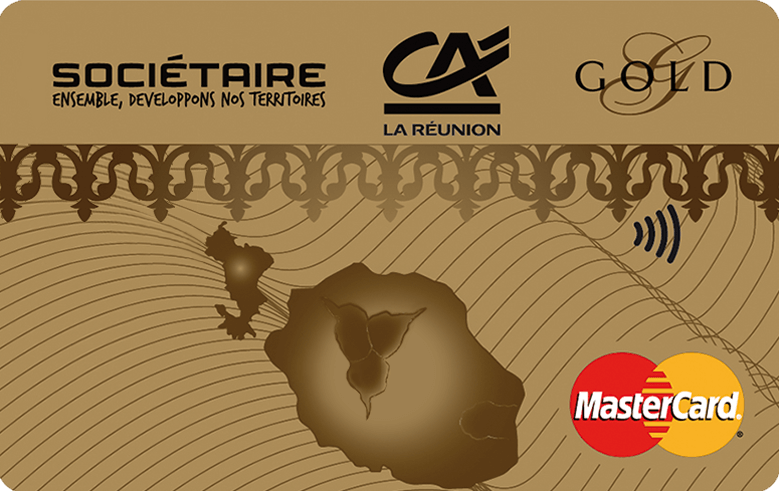 SOCIÉTAIRE
ENSEMBLE, DEVELOPPONS NOS TERRITOIRES
CA
LA RÉUNION
G
GOLD
MasterCard®